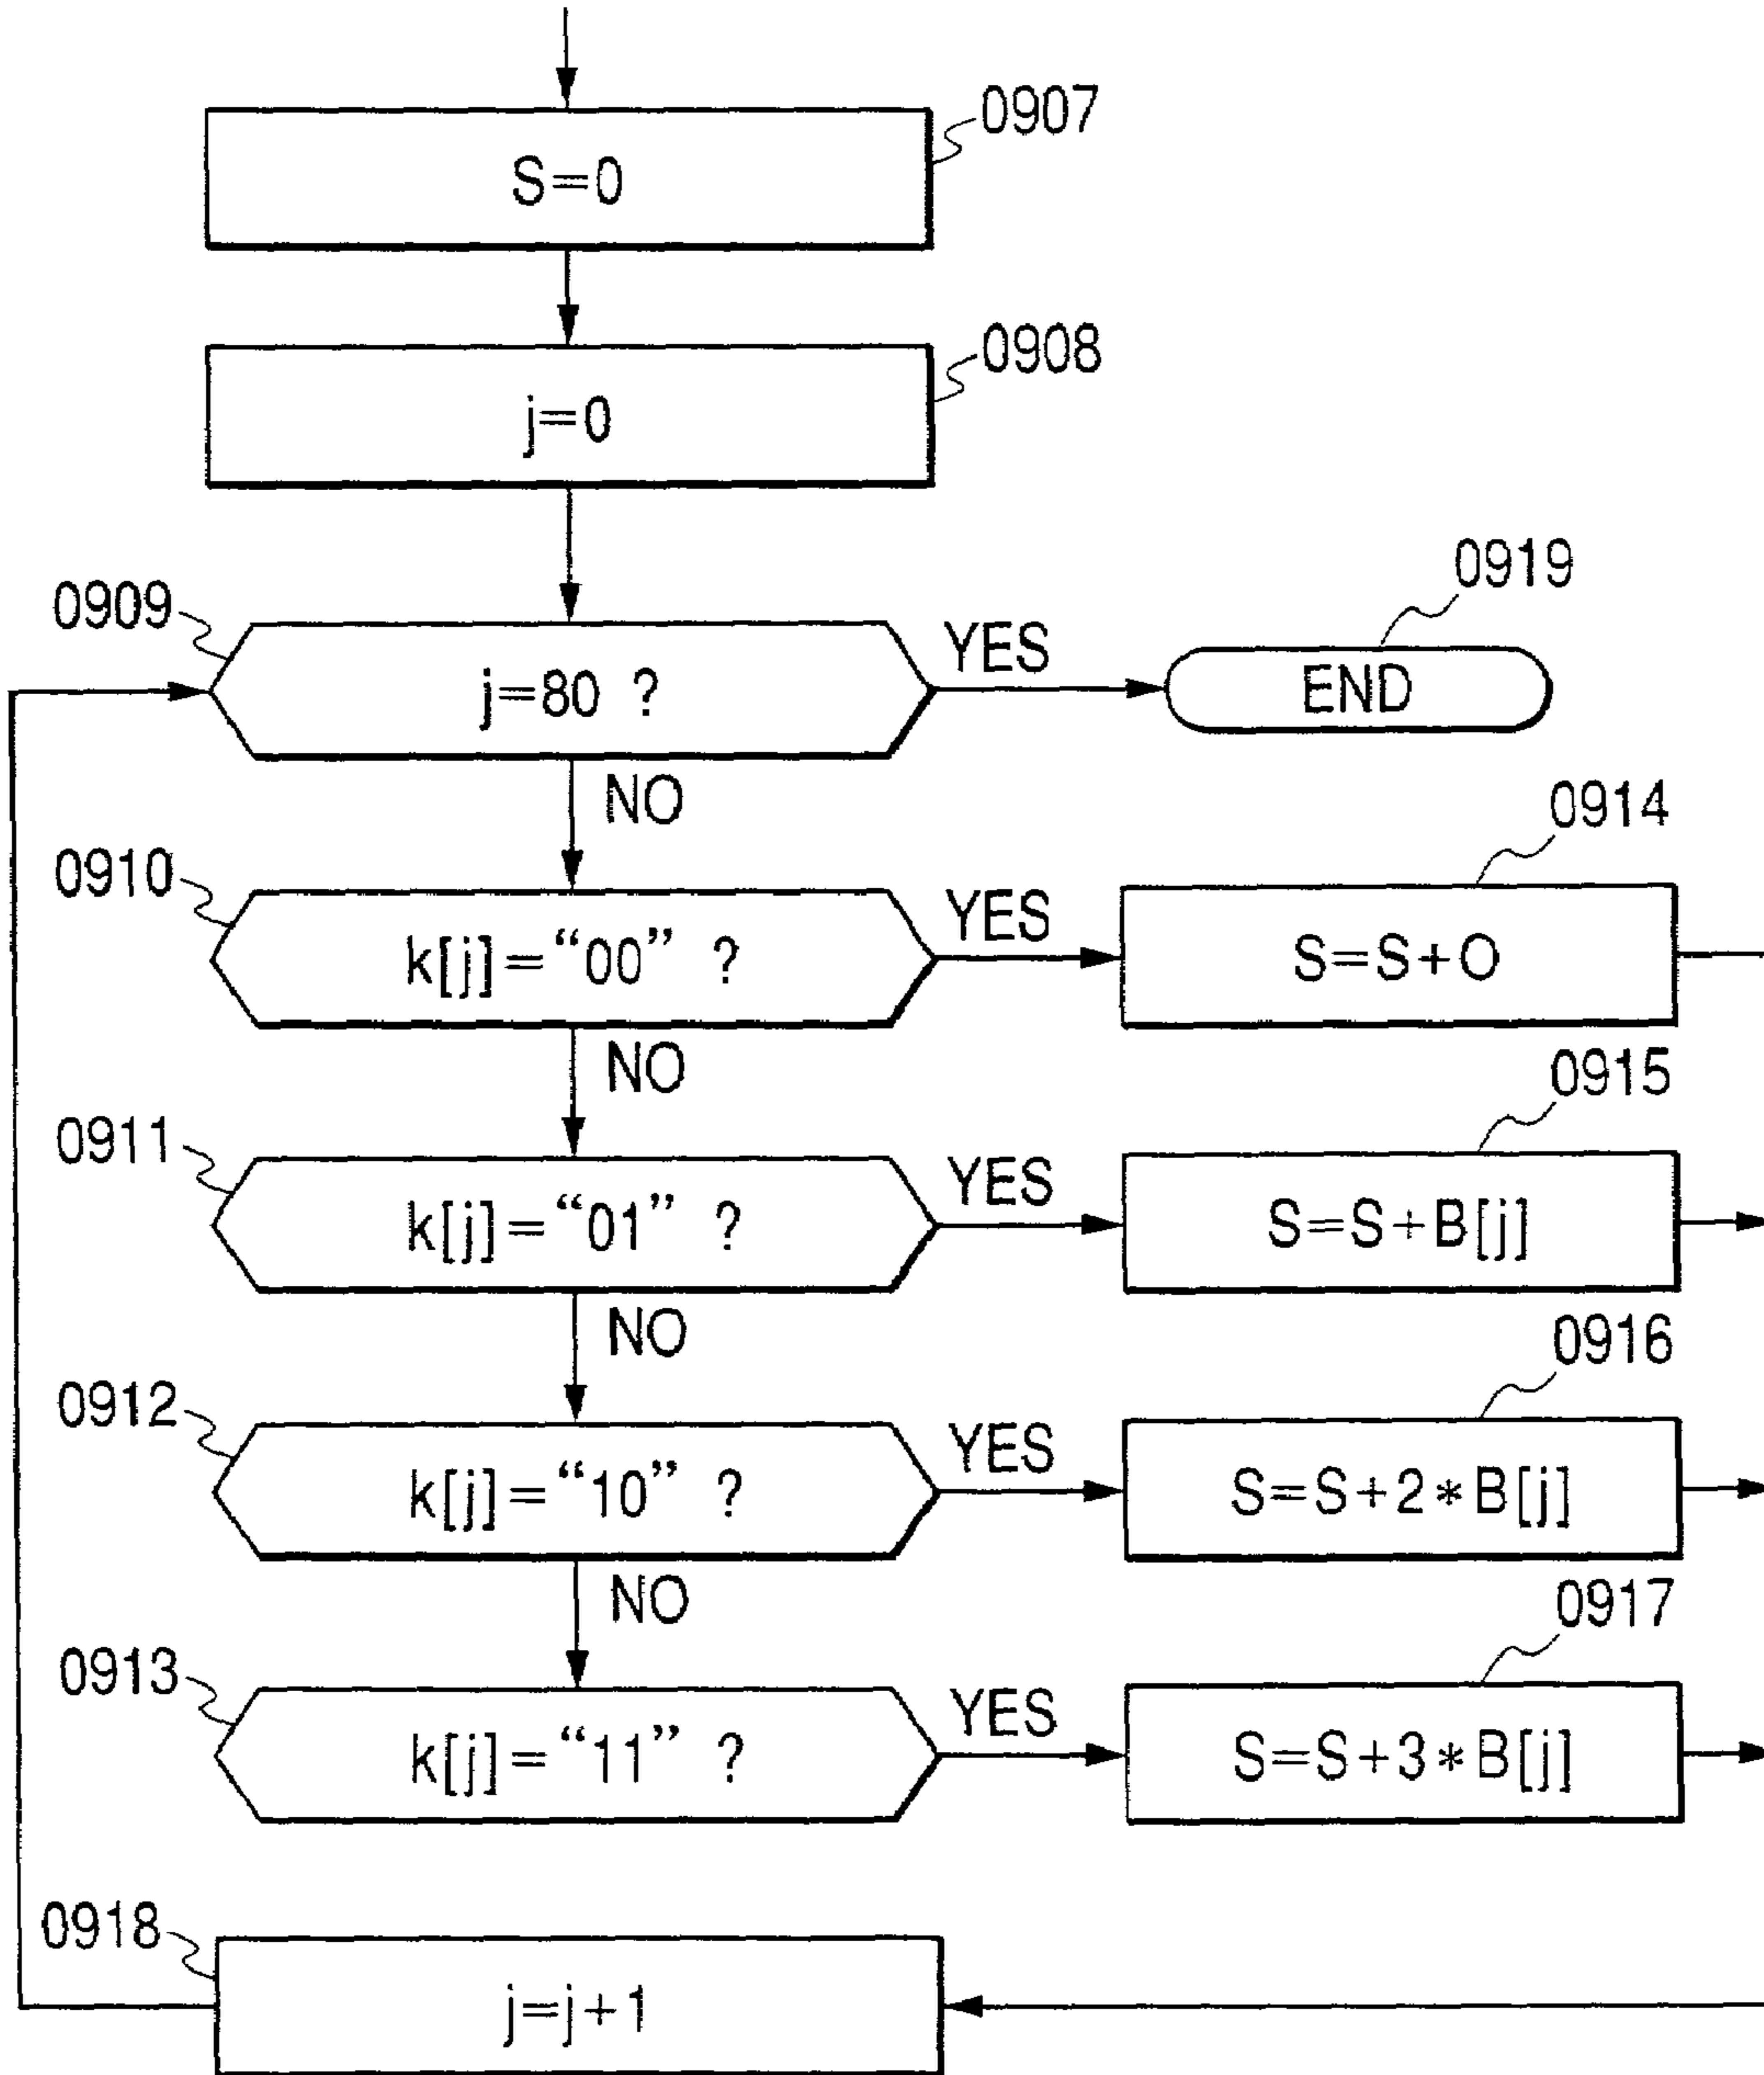 0907
S=0
0908
j=0
0919
0909
j=80 ?
YES
END
NO
0914
0910
k[j]=“00” ?
YES
S=S+O
NO
0915
0911
k[j]=“01” ?
YES
S=S+B[j]
NO
0916
0912
k[j]=“10” ?
YES
S=S+2*B[j]
NO
0917
0913
k[j]=“11” ?
YES
S=S+3*B[j]
0918
j=j+1